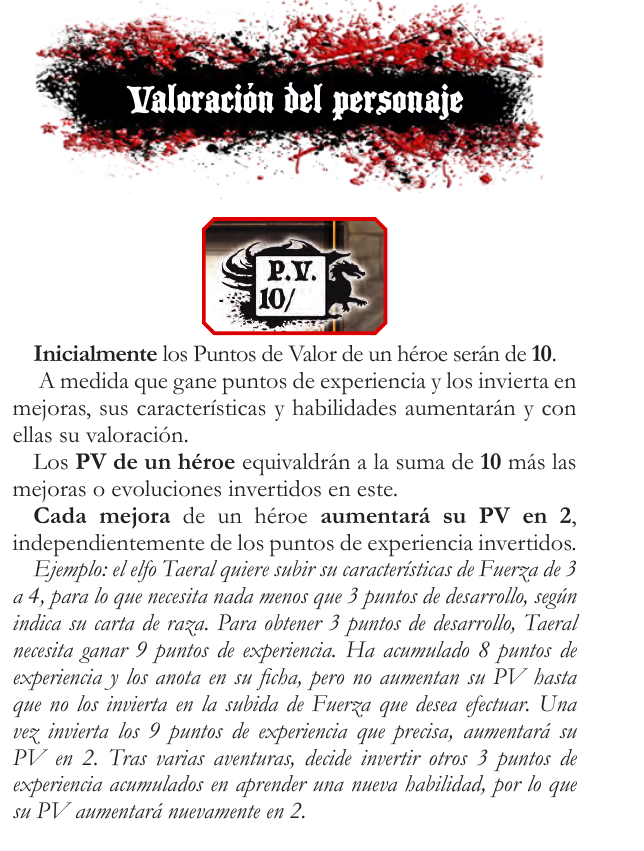 Valoración del personaje
P.V.
10/
Inicialmente los Puntos de Valor de un héroe serán de 10.
A medida que gane puntos de experiencia y los invierta en
mejoras, sus características y habilidades aumentarán y con
ellas su valoración.
Los PV de un héroe equivaldrán a la suma de 10 más las
mejoras o evoluciones invertidos en este.
Cada mejora de un héroe aumentará su PV en 2,
independientemente de los puntos de experiencia invertidos.
Ejemplo: el elfo Taeral quiere subir su características de Fuerza de 3
a 4, para lo que necesita nada menos que 3 puntos de desarrollo, según
indica su carta de raza. Para obtener 3 puntos de desarrollo, Taeral
necesita ganar 9 puntos de experiencia. Ha acumulado 8 puntos de
experiencia y los anota en su ficha, pero no aumentan su PV hasta
que no los invierta en la subida de Fuerza que desea efectuar. Una
vez invierta los 9 puntos de experiencia que precisa, aumentará su
PV en 2. Tras varias aventuras, decide invertir otros 3 puntos de
experiencia acumulados en aprender una nueva habilidad, por lo que
su PV aumentará nuevamente en 2.